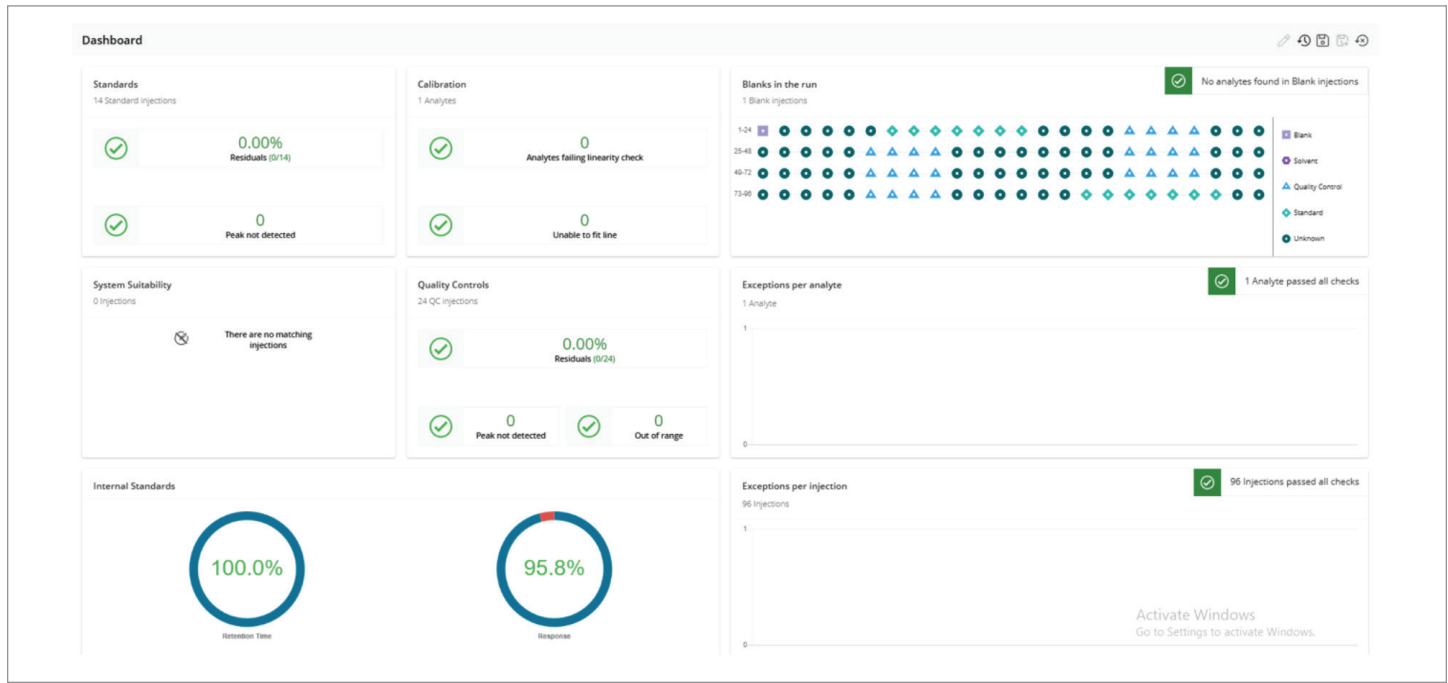 Dashboard
Standards
14 Standard injections
0.00%
Residuals (0/14)
0
Peak not detected
Calibration
1 Analytes
0
Analytes failing linearity check
0
Unable to fit line
Blanks in the run
1 Blank injections
No analytes found in Blank injections
1-24
25-48
49-72
73-96
Blank
Solvent
Quality Control
Standard
Unknown
System Suitability
0 Injections
There are no matching
injections
Quality Controls
24 QC injections
0.00%
Residuals (0/24)
0
Peak not detected
0
Out of range
Exceptions per analyte
1 Analyte
1 Analyte passed all checks
1
0
Internal Standards
100.0%
Retention Time
95.8%
Response
Exceptions per injection
96 Injections
96 Injections passed all checks
1
0
Activate Windows
Go to Settings to activate Windows.